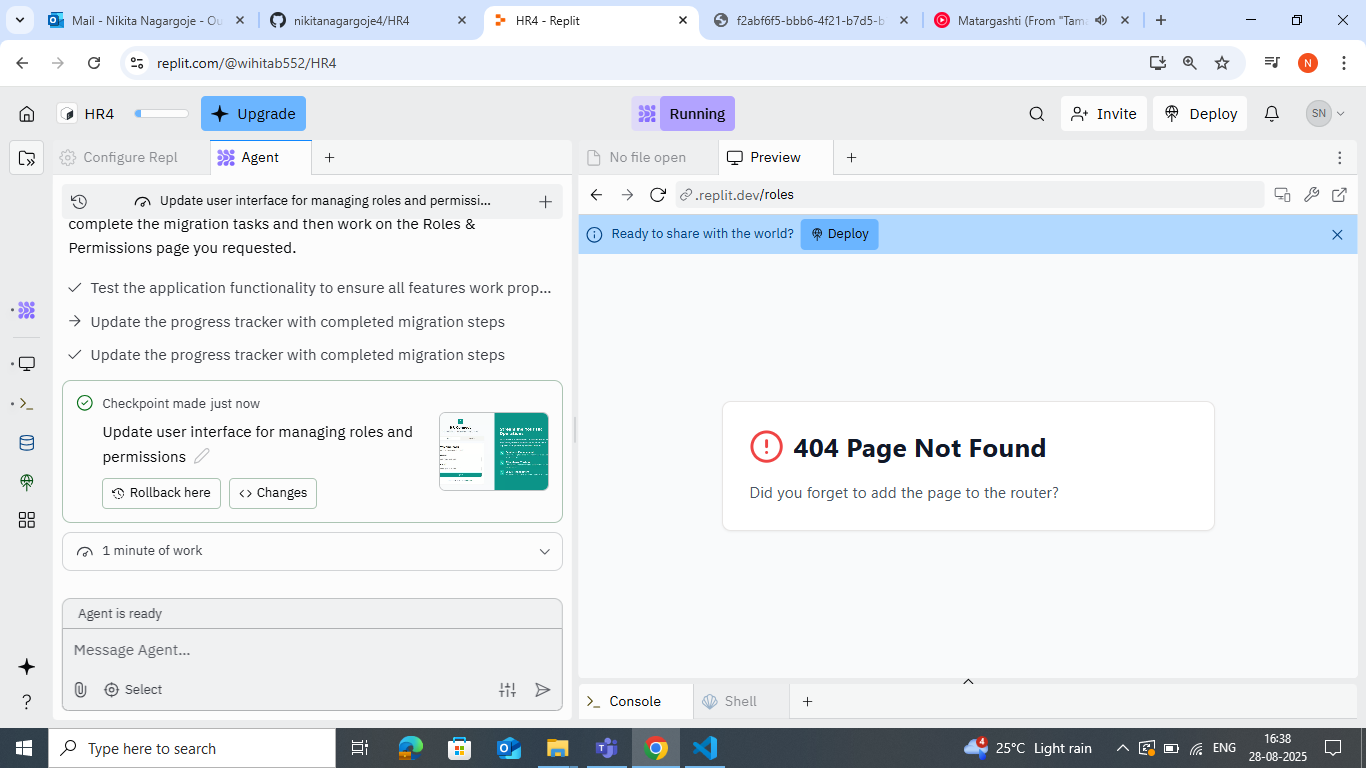 Mail - Nikita Nagargoje - Ou
nikitanagargoje4/HR4
HR4 - Replit
f2abf6f5-bbb6-4f21-b7d5-b
Matargashti (From "Tama
replit.com/@wihitab552/HR4
N
HR4
Upgrade
Running
Invite
Deploy
SN
Configure Repl
Agent
No file open
Preview
Update user interface for managing roles and permissi...
.replit.dev/roles
complete the migration tasks and then work on the Roles &
Permissions page you requested.
Ready to share with the world?
Deploy
Test the application functionality to ensure all features work prop...
Update the progress tracker with completed migration steps
Update the progress tracker with completed migration steps
Checkpoint made just now
Update user interface for managing roles and
permissions
Rollback here
Changes
1 minute of work
404 Page Not Found
Did you forget to add the page to the router?
Agent is ready
Message Agent...
Select
Console
Shell
Type here to search
4
25°C Light rain
ENG
16:38
28-08-2025